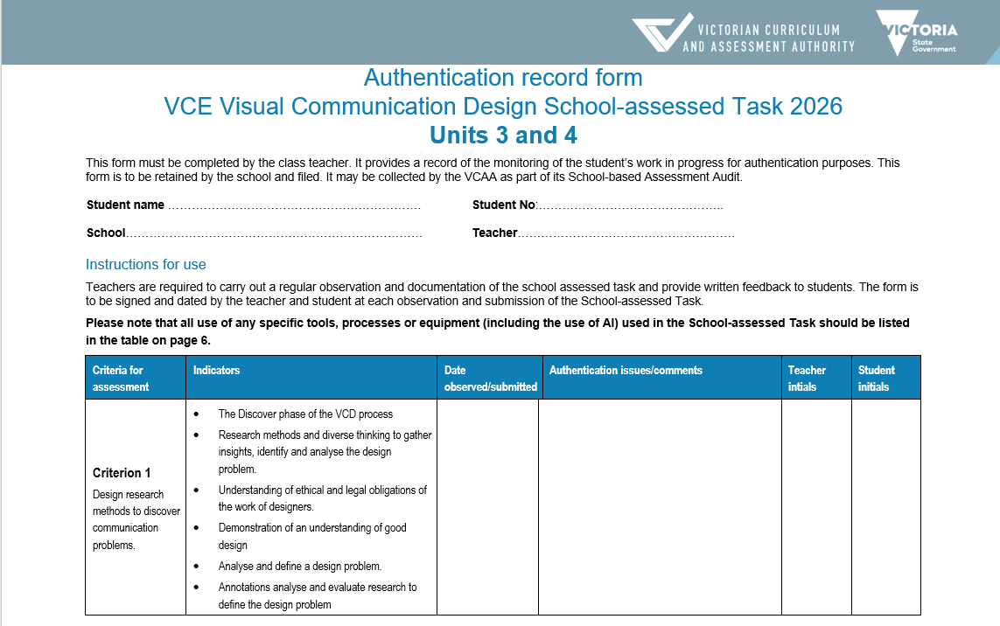 VICTORIAN CURRICULUM
AND ASSESSMENT AUTHORITY
VICTORIA
State
Government
Authentication record form
VCE Visual Communication Design School-assessed Task 2026
Units 3 and 4
This form must be completed by the class teacher. It provides a record of the monitoring of the student’s work in progress for authentication purposes. This
form is to be retained by the school and filed. It may be collected by the VCAA as part of its School-based Assessment Audit.
Student name ……………………………………………………… Student No:………………………………………..
School………………………………………………………………… Teacher………………………………………………
Instructions for use
Teachers are required to carry out a regular observation and documentation of the school assessed task and provide written feedback to students. The form is
to be signed and dated by the teacher and student at each observation and submission of the School-assessed Task.
Please note that all use of any specific tools, processes or equipment (including the use of AI) used in the School-assessed Task should be listed
in the table on page 6.
Criteria for
assessment
Indicators
Date
observed/submitted
Authentication issues/comments
Teacher
intials
Student
initials
Criterion 1
Design research
methods to discover
communication
problems.
• The Discover phase of the VCD process
• Research methods and diverse thinking to gather
insights, identify and analyse the design
problem.
• Understanding of ethical and legal obligations of
the work of designers.
• Demonstration of an understanding of good
design
• Analyse and define a design problem.
• Annotations analyse and evaluate research to
define the design problem